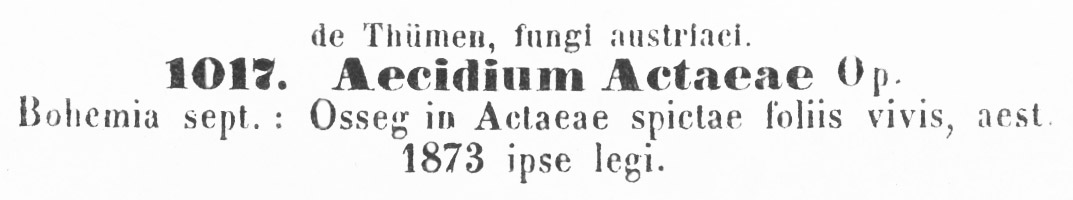 de Thümen, fungi austriaci.
1017. Aecidium Actaeae Op.
Bohemia sept.: Osseg in Actaeae spictae foliis vivis, aest.
1873 ipse legi.